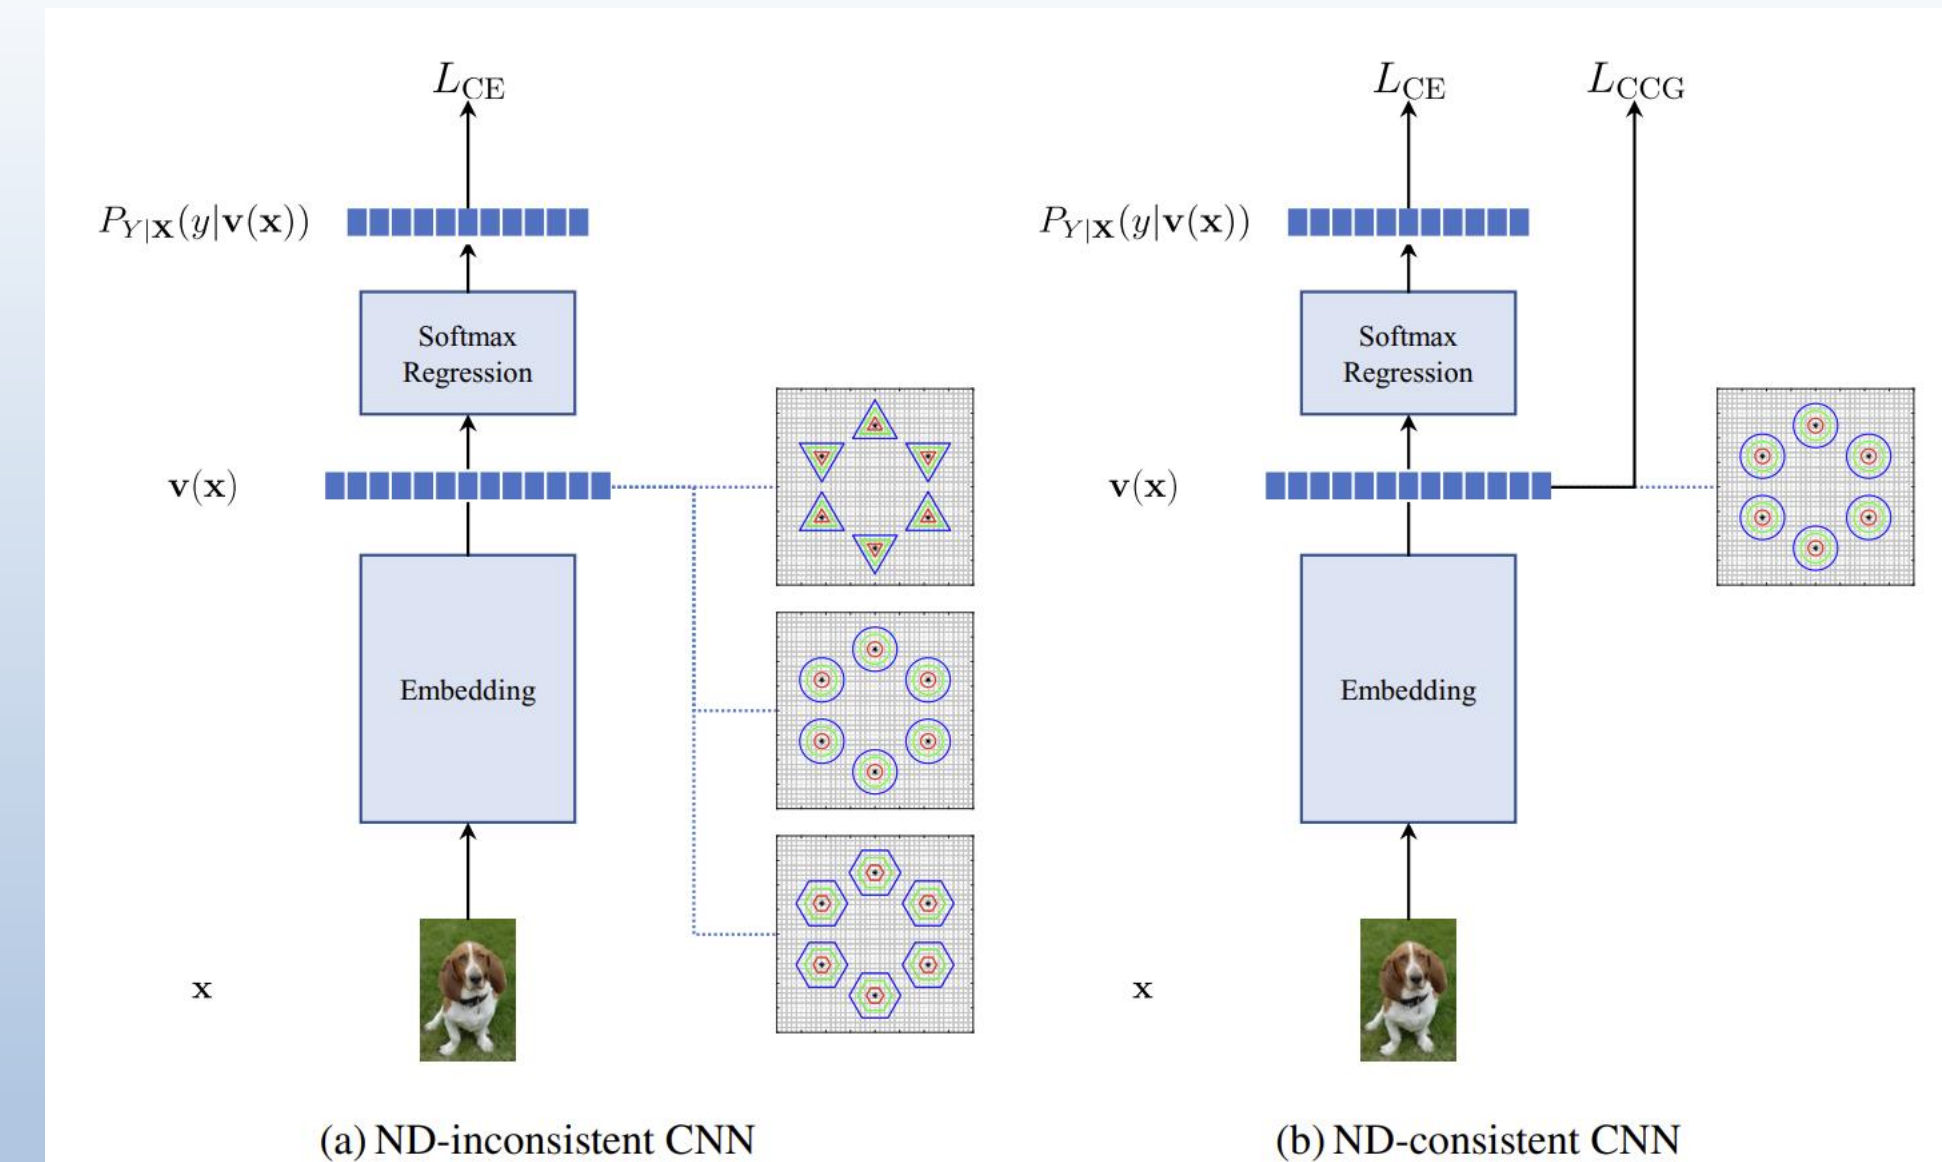 L_CE
P_{Y|X}(y|v(x))
Softmax
Regression
v(x)
Embedding
x
(a) ND-inconsistent CNN
L_CE
L_CCG
P_{Y|X}(y|v(x))
Softmax
Regression
v(x)
Embedding
x
(b) ND-consistent CNN